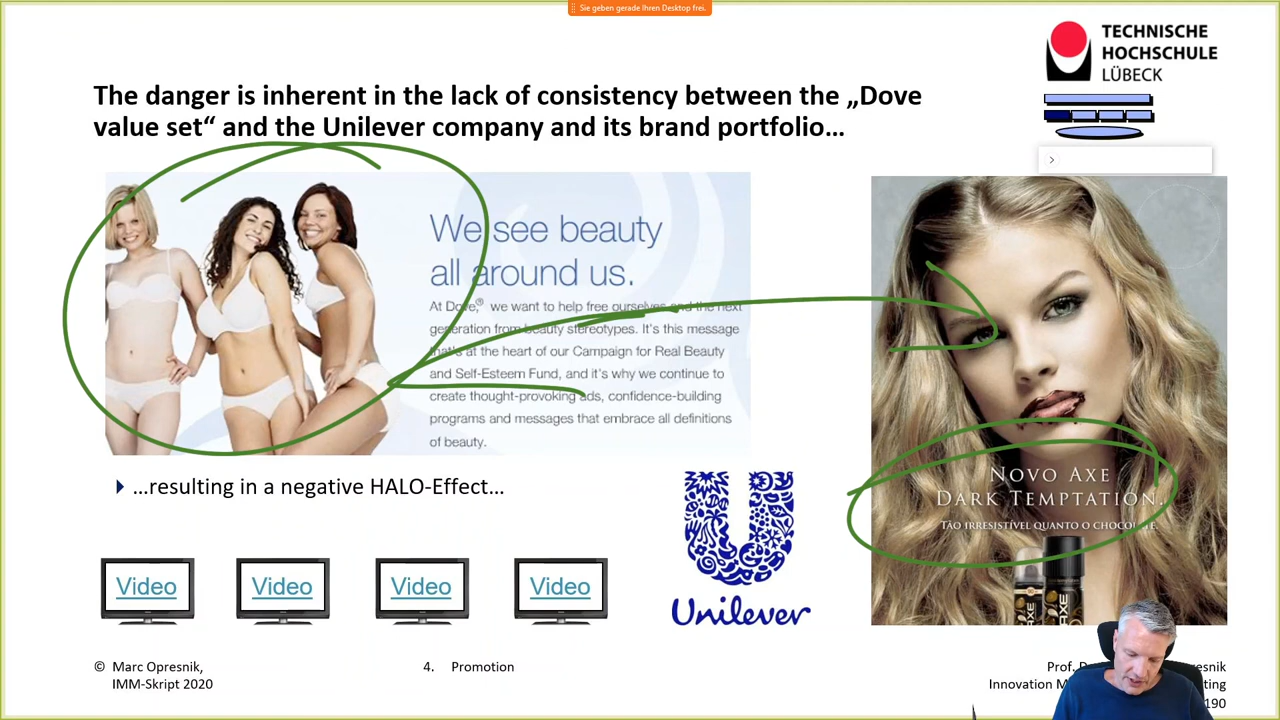 Sie geben gerade Ihren Desktop frei.
TECHNISCHE
HOCHSCHULE
LÜBECK
The danger is inherent in the lack of consistency between the „Dove
value set“ and the Unilever company and its brand portfolio…
We see beauty
all around us.
At Dove,® we want to help free ourselves and the next
generation from beauty stereotypes. It's this message
that's at the heart of our Campaign for Real Beauty
and Self-Esteem Fund, and it's why we continue to
create thought-provoking ads, confidence-building
programs and messages that embrace all definitions
of beauty.
NOVO AXE
DARK TEMPTATION.
TÃO IRRESISTÍVEL QUANTO O CHOCOLATE.
AXE
…resulting in a negative HALO-Effect…
Video Video Video Video
Unilever
© Marc Opresnik,
IMM-Skript 2020
4. Promotion
Prof.
Innovation
190